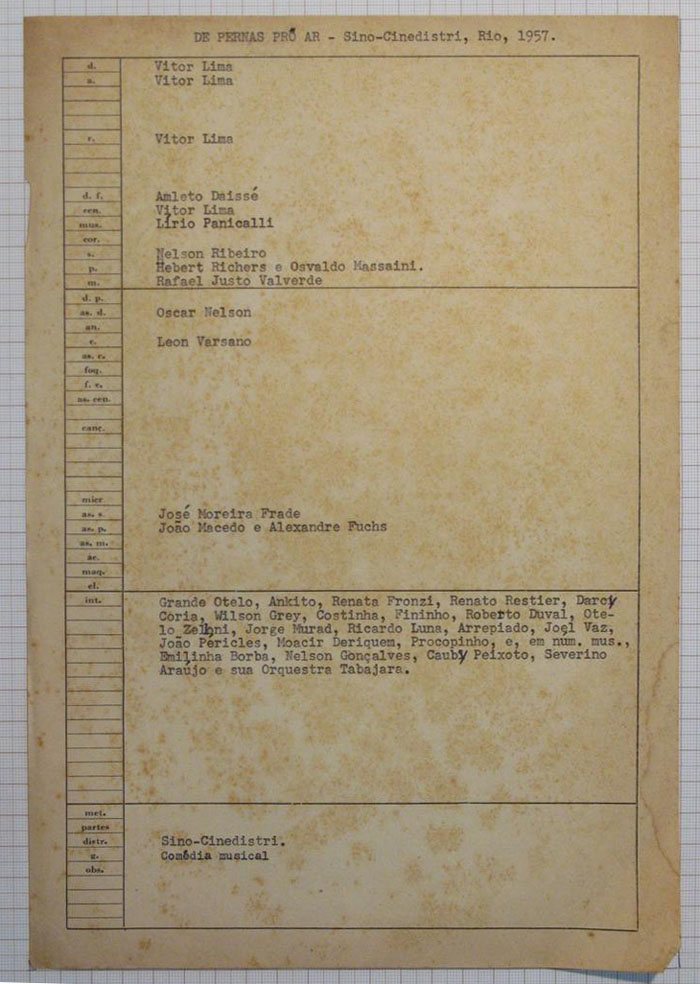 DE PERNAS PRÓ AR - Sino-Cinedistri, Rio, 1957.
d. Vitor Lima
a. Vitor Lima
r. Vitor Lima
d. f. Amleto Daissé
cen. Vitor Lima
mus. Lírio Panicalli
cor.
s. Nelson Ribeiro
p. Hebert Richers e Osvaldo Massaini.
m. Rafael Justo Valverde
d. p.
as. d. Oscar Nelson
an.
c. Leon Varsano
as. c.
foq.
f. c.
as. cen.
canç.
micr
as. s. José Moreira Frade
as. p. João Macedo e Alexandre Fuchs
as. m.
ac.
maq.
el.
int. Grande Otelo, Ankito, Renata Fronzi, Renato Restier, Darcy
Coria, Wilson Grey, Costinha, Fininho, Roberto Duval, Ote-
lo Zelhni, Jorge Murad, Ricardo Luna, Arrepiado, Joel Vaz,
João Pericles, Moacir Deriquem, Procopinho, e, em num. mus.,
Emilinha Borba, Nelson Gonçalves, Cauby Peixoto, Severino
Araújo e sua Orquestra Tabajara.
met.
partes
distr. Sino-Cinedistri.
g. Comédia musical
obs.